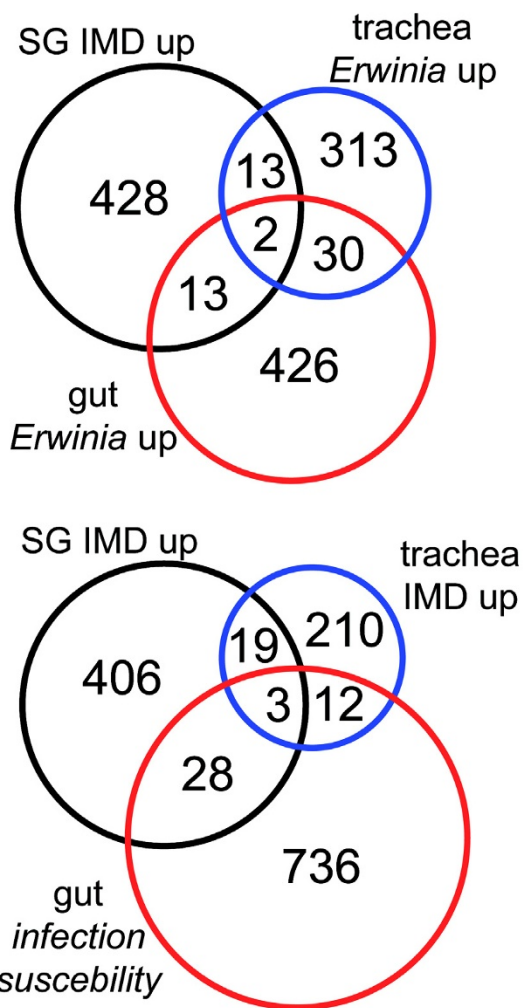 SG IMD up
trachea
Erwinia up
13
313
428
2
30
13
426
gut
Erwinia up
SG IMD up
trachea
IMD up
19
210
406
3
12
28
736
gut
infection
suscebility